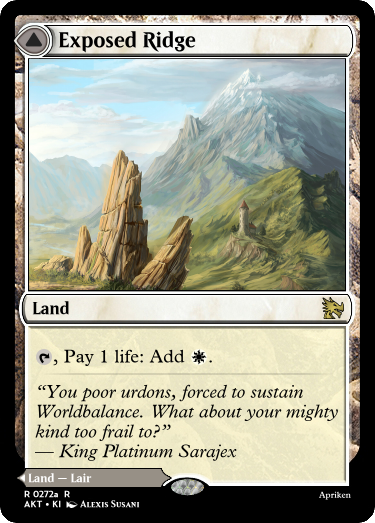 Exposed Ridge
Land
, Pay 1 life: Add .
“You poor urdons, forced to sustain
Worldbalance. What about your mighty
kind too frail to?”
— King Platinum Sarajex
Land — Lair
R 0272a R
AKT • KI Alexis Susani
Apriken